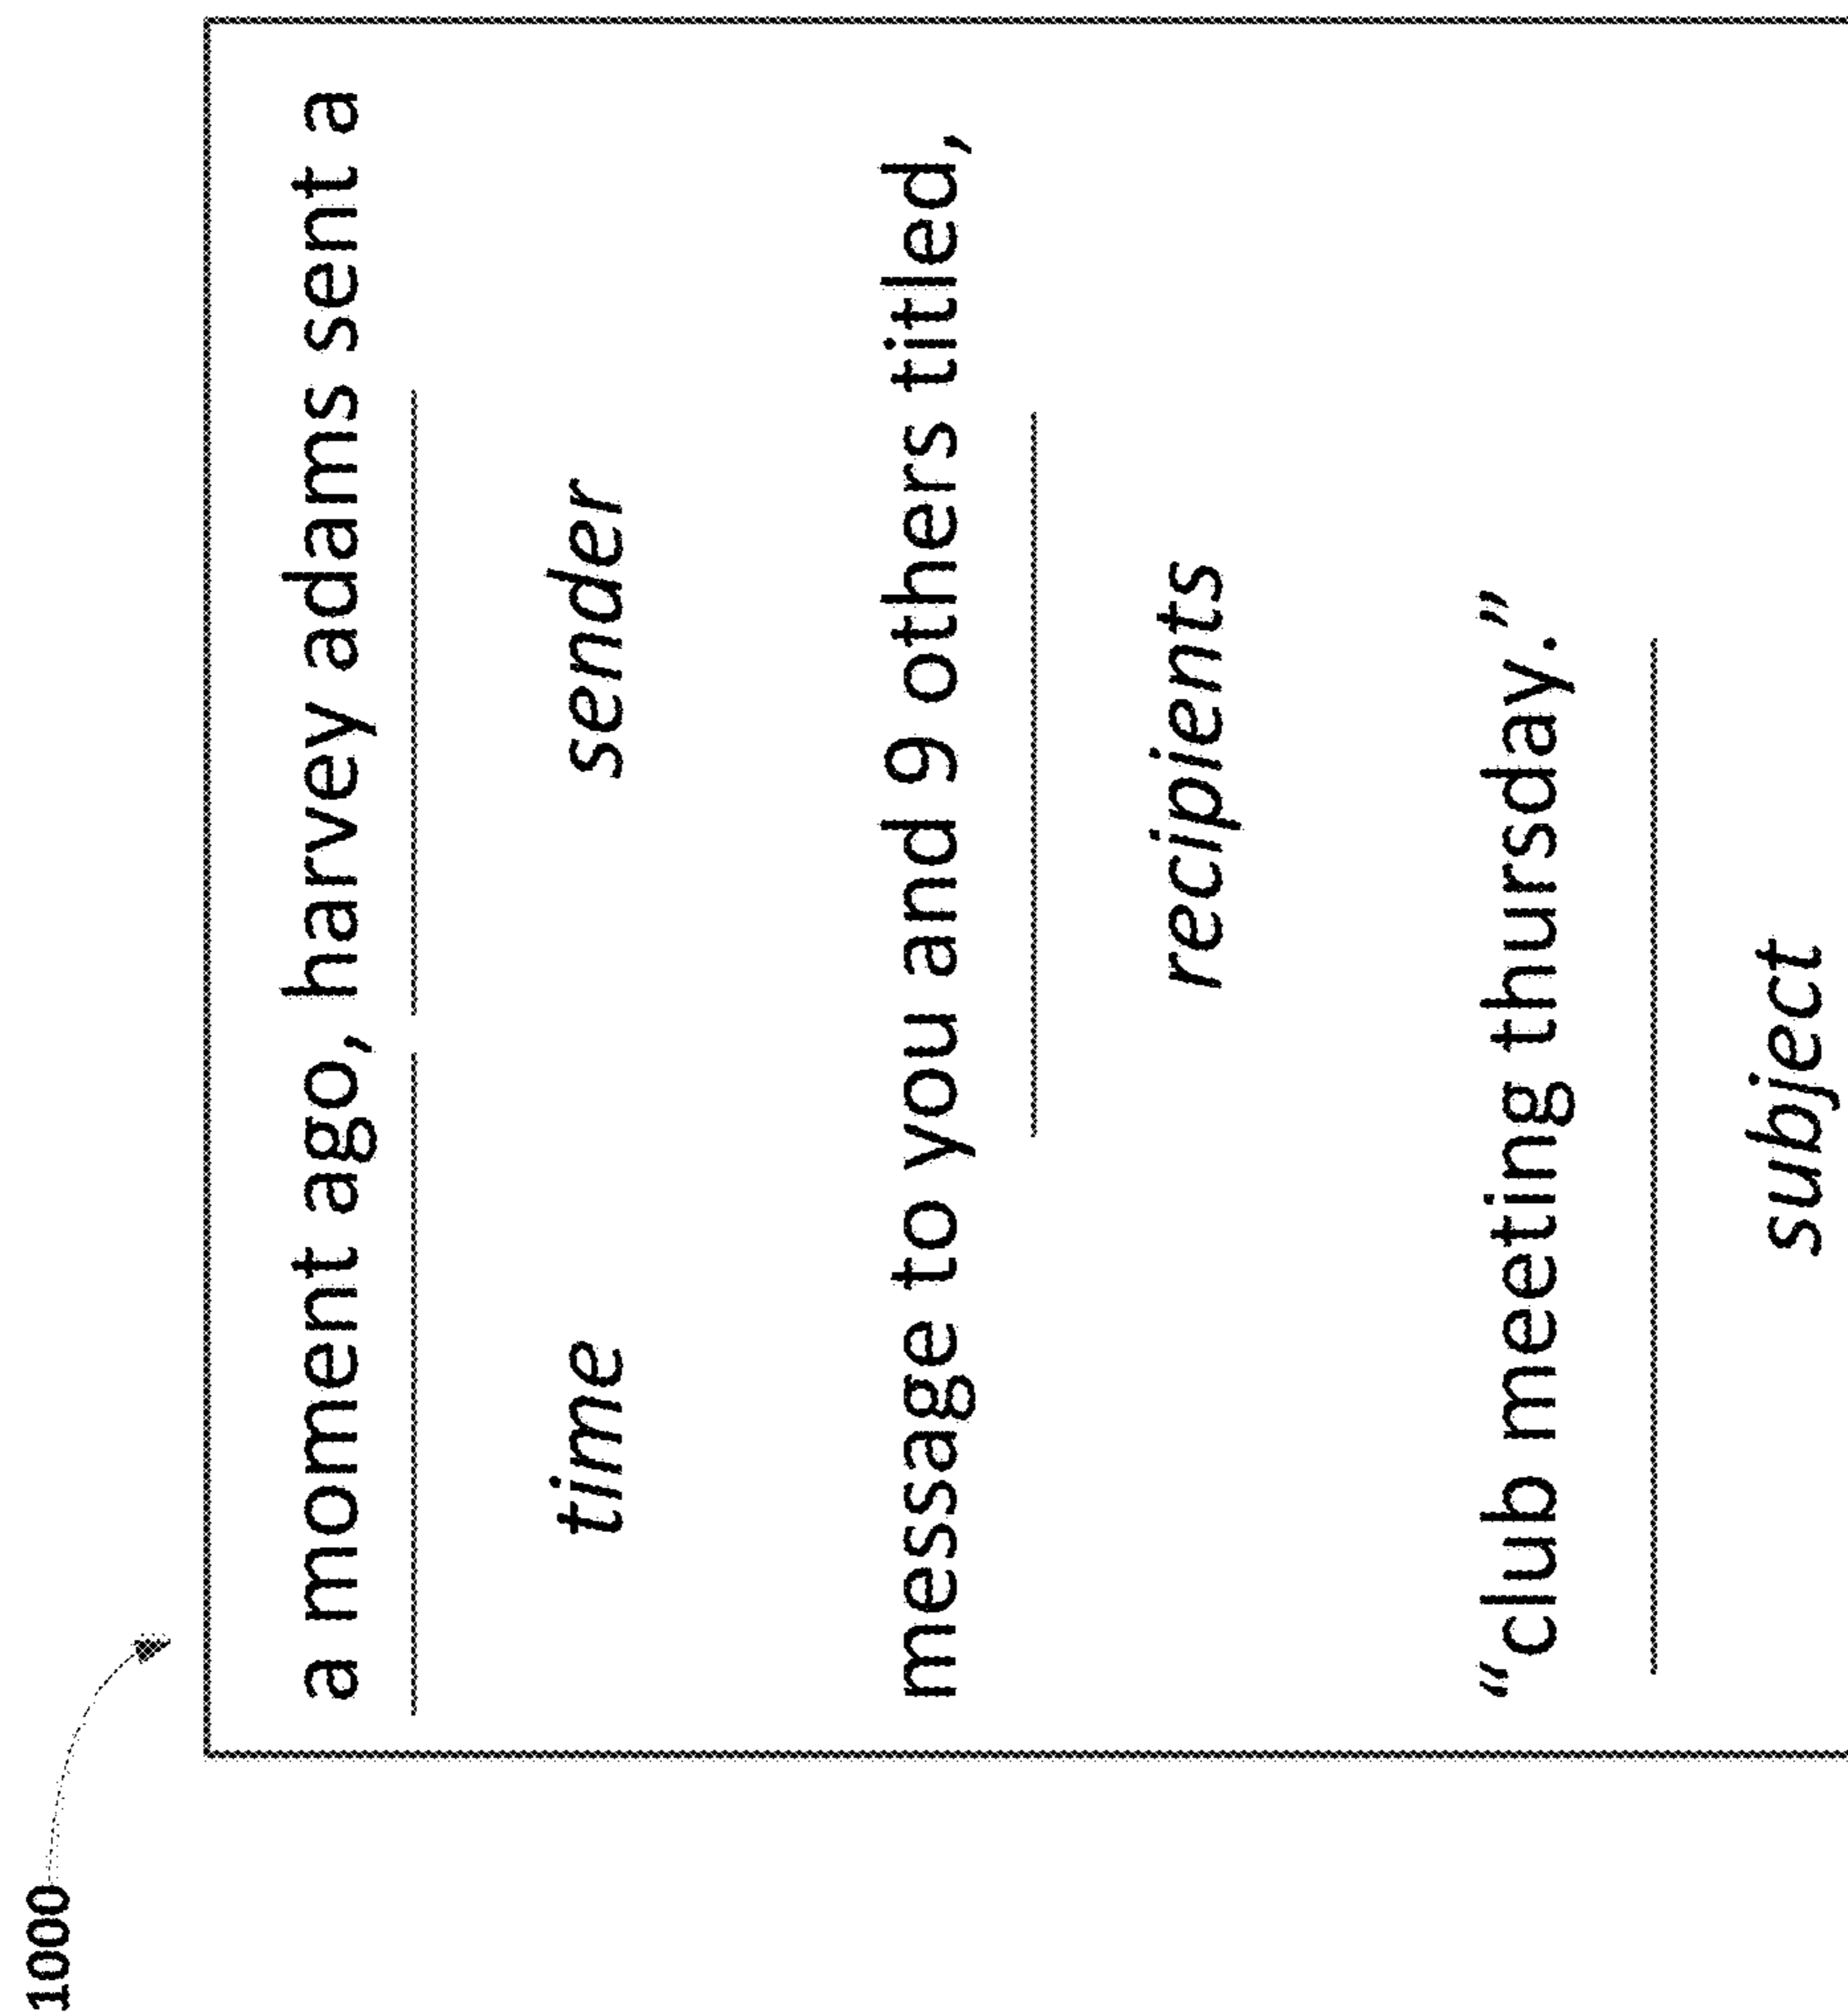 1000
a moment ago, harvey adams sent a
time sender
message to you and 9 others titled,
recipients
“club meeting thursday.”
subject